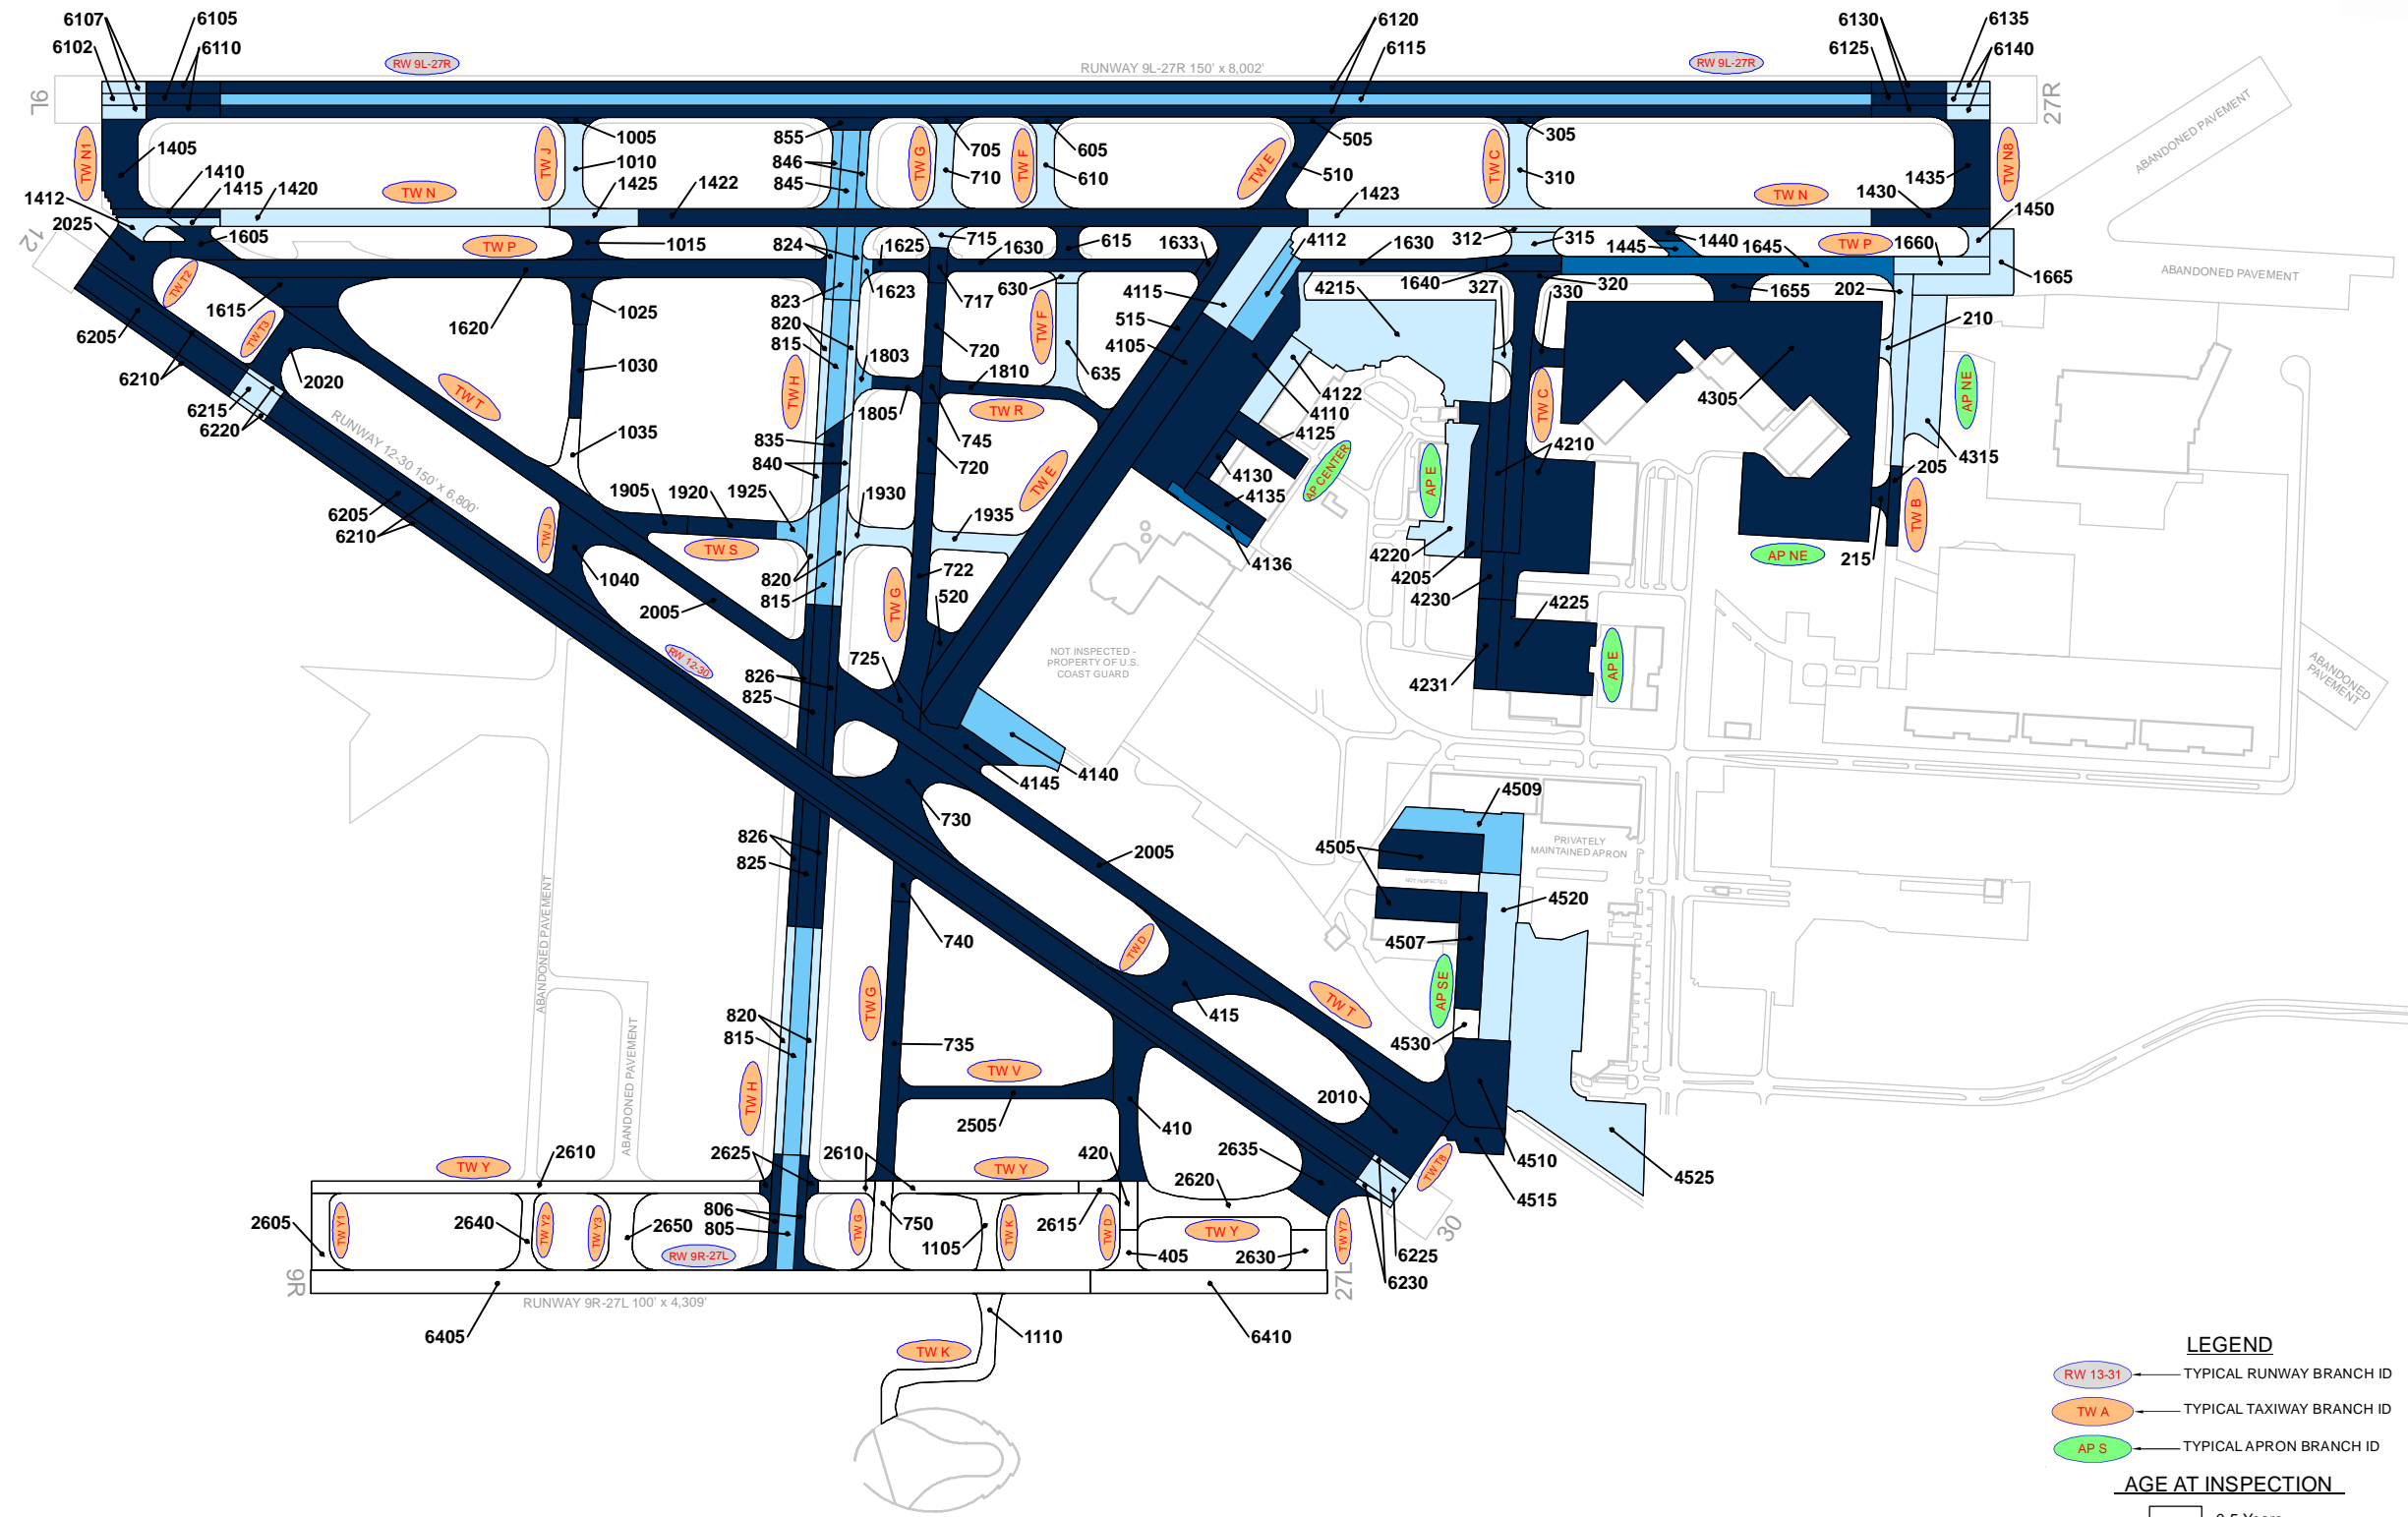 6107
6105
6102
6110
RW 9L-27R
RUNWAY 9L-27R 150' x 8,002'
6120
6115
RW 9L-27R
6130
6125
6135
6140
9L
27R
ABANDONED PAVEMENT
TW N1
1405
TW J
1005
1010
1425
855
846
845
1422
TW G
705
710
TW F
605
610
TW E
505
510
1423
TW C
305
310
TW N
1435
1430
TW N8
1410
1415
1420
TW N
1412
2025
1605
12
TW P
1015
824
1625
715
1630
615
1633
4112
1630
312
315
1445
1440
1645
TW P
1660
1450
1665
ABANDONED PAVEMENT
TW T2
1615
TW T3
1620
1025
823
1623
717
630
4115
4215
1640
327
330
320
1655
202
6205
6210
820
815
TW F
515
4105
210
720
635
TW H
1803
1030
1810
4122
4110
TW C
4305
AP NE
2020
6215
6220
TW T
1805
TW R
RUNWAY 12-30 150' x 6,800'
1035
835
840
745
720
4125
4130
4135
AP CENTER
AP E
4210
4315
205
TW B
1905
1920
1925
1930
TW E
1935
6205
6210
TW J
TW S
4136
4220
4205
4230
AP NE
215
1040
820
815
TW G
722
520
2005
4225
NOT INSPECTED -
PROPERTY OF U.S.
COAST GUARD
RW 12-30
725
826
825
4231
AP E
ABANDONED
PAVEMENT
4145
4140
4509
730
826
825
2005
4505
PRIVATELY
MAINTAINED APRON
NOT INSPECTED
ABANDONED PAVEMENT
4520
740
4507
TW D
TW G
AP SE
TW T
820
815
ABANDONED PAVEMENT
735
415
4530
TW H
TW V
2010
2505
410
TW Y
2610
2625
2610
TW Y
420
2635
2620
TW T8
4510
4515
4525
2605
TW Y1
2640
TW Y2
TW Y3
2650
806
805
RW 9R-27L
TW G
750
1105
TW K
2615
TW D
405
TW Y
2630
TW Y7
6225
6230
30
9R
27L
RUNWAY 9R-27L 100' x 4,309'
6405
1110
6410
TW K
LEGEND
RW 13-31 TYPICAL RUNWAY BRANCH ID
TW A TYPICAL TAXIWAY BRANCH ID
AP S TYPICAL APRON BRANCH ID
AGE AT INSPECTION